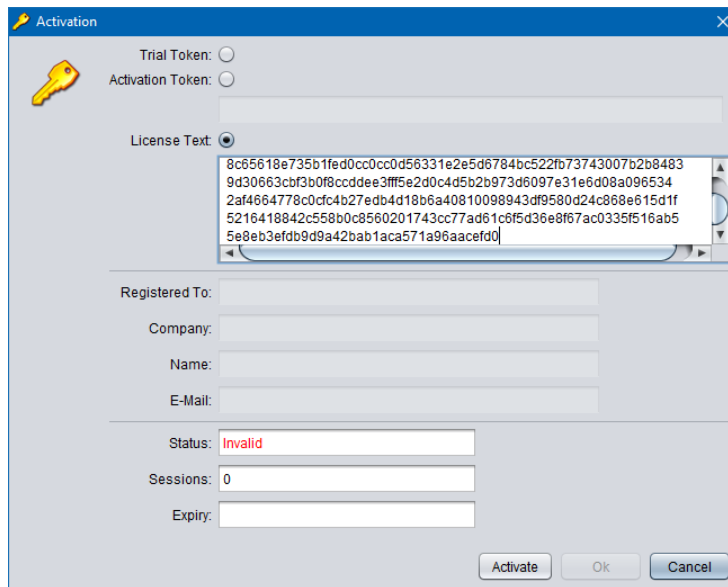 Activation
Trial Token:
Activation Token:
License Text:
8c65618e735b1fed0cc0cc0d56331e2e5d6784bc522fb73743007b2b8483
9d30663cbf3b0f8ccddee3fff5e2d0c4d5b2b973d6097e31e6d08a096534
2af4664778c0cfc4b27edb4d18b6a40810098943df9580d24c868e615d1f
5216418842c558b0c8560201743cc77ad61c6f5d36e8f67ac0335f516ab5
5e8eb3efdb9d9a42bab1aca571a96aacefd0
Registered To:
Company:
Name:
E-Mail:
Status: Invalid
Sessions: 0
Expiry:
Activate Ok Cancel